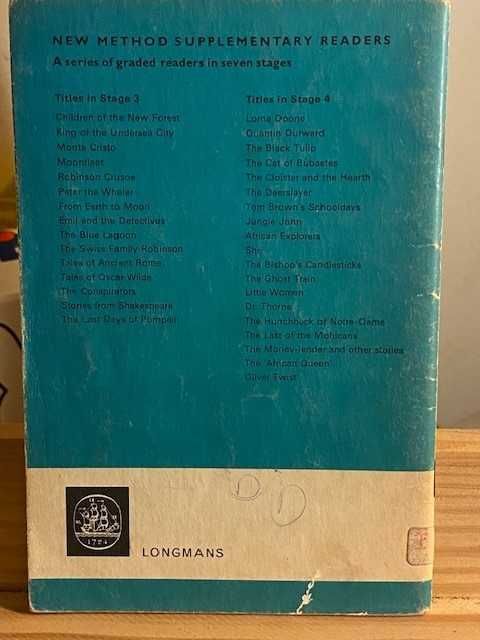 NEW METHOD SUPPLEMENTARY READERS
A series of graded readers in seven stages
Titles in Stage 3
Children of the New Forest
King of the Undersea City
Monte Cristo
Moonfleet
Robinson Crusoe
Peter the Whaler
From Earth to Moon
Emil and the Detectives
The Blue Lagoon
The Swiss Family Robinson
Tales of Ancient Rome
Tales of Oscar Wilde
The Conspirators
Stories from Shakespeare
The Last Days of Pompeii
Titles in Stage 4
Lorna Doone
Quentin Durward
The Black Tulip
The Cat of Bubastes
The Cloister and the Hearth
The Deerslayer
Tom Brown's Schooldays
Jungle John
African Explorers
She
The Bishop's Candlesticks
The Ghost Train
Little Women
Dr. Thorne
The Hunchback of Notre-Dame
The Last of the Mohicans
The Money-lender and other stories
The 'African Queen'
Oliver Twist
1724
LONGMANS